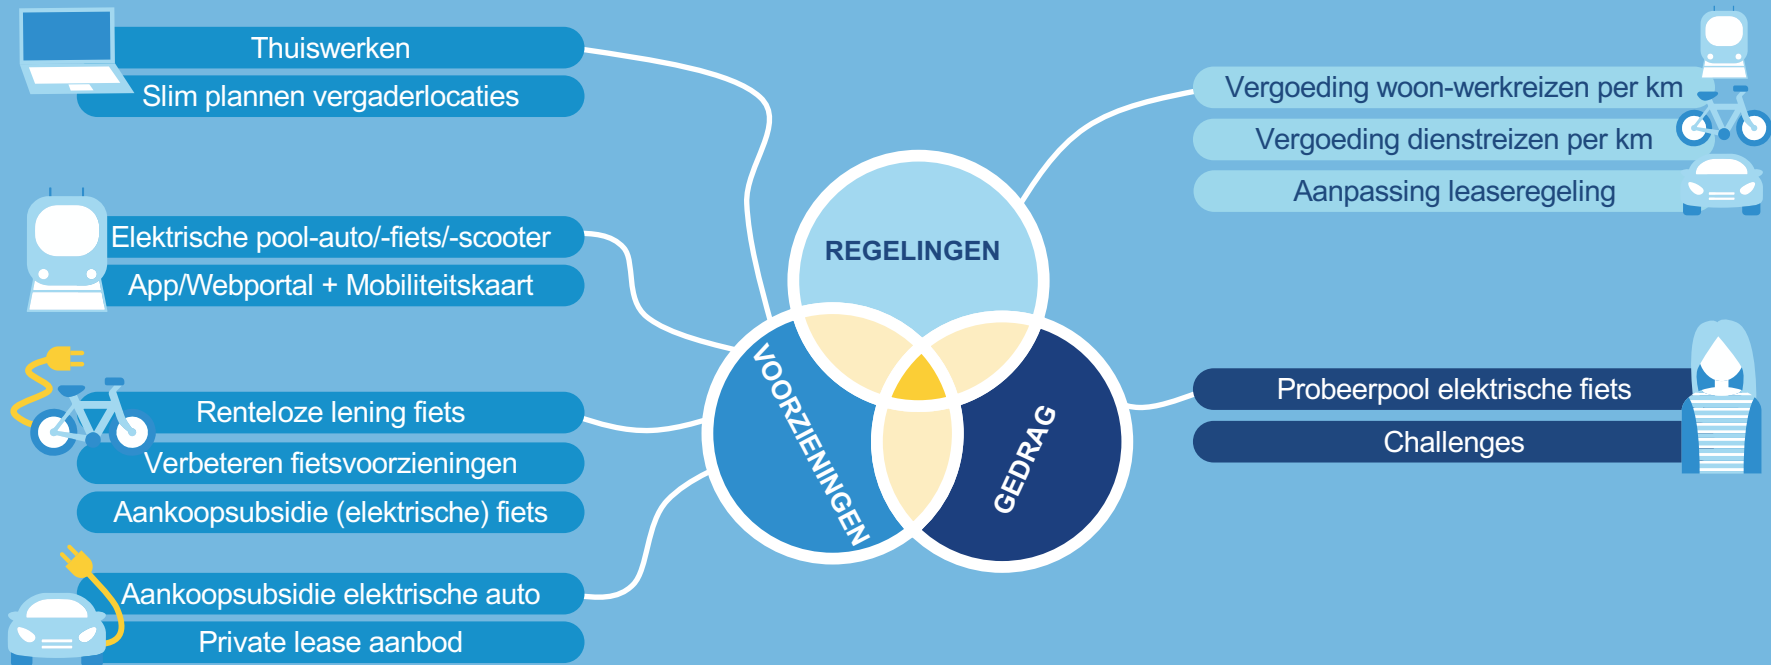 Thuiswerken
Slim plannen vergaderlocaties
Elektrische pool-auto/-fiets/-scooter
App/Webportal + Mobiliteitskaart
Renteloze lening fiets
Verbeteren fietsvoorzieningen
Aankoopsubsidie (elektrische) fiets
Aankoopsubsidie elektrische auto
Private lease aanbod
REGELINGEN
VOORZIENINGEN
GEDRAG
Vergoeding woon-werkreizen per km
Vergoeding dienstreizen per km
Aanpassing leaseregeling
Probeerpool elektrische fiets
Challenges